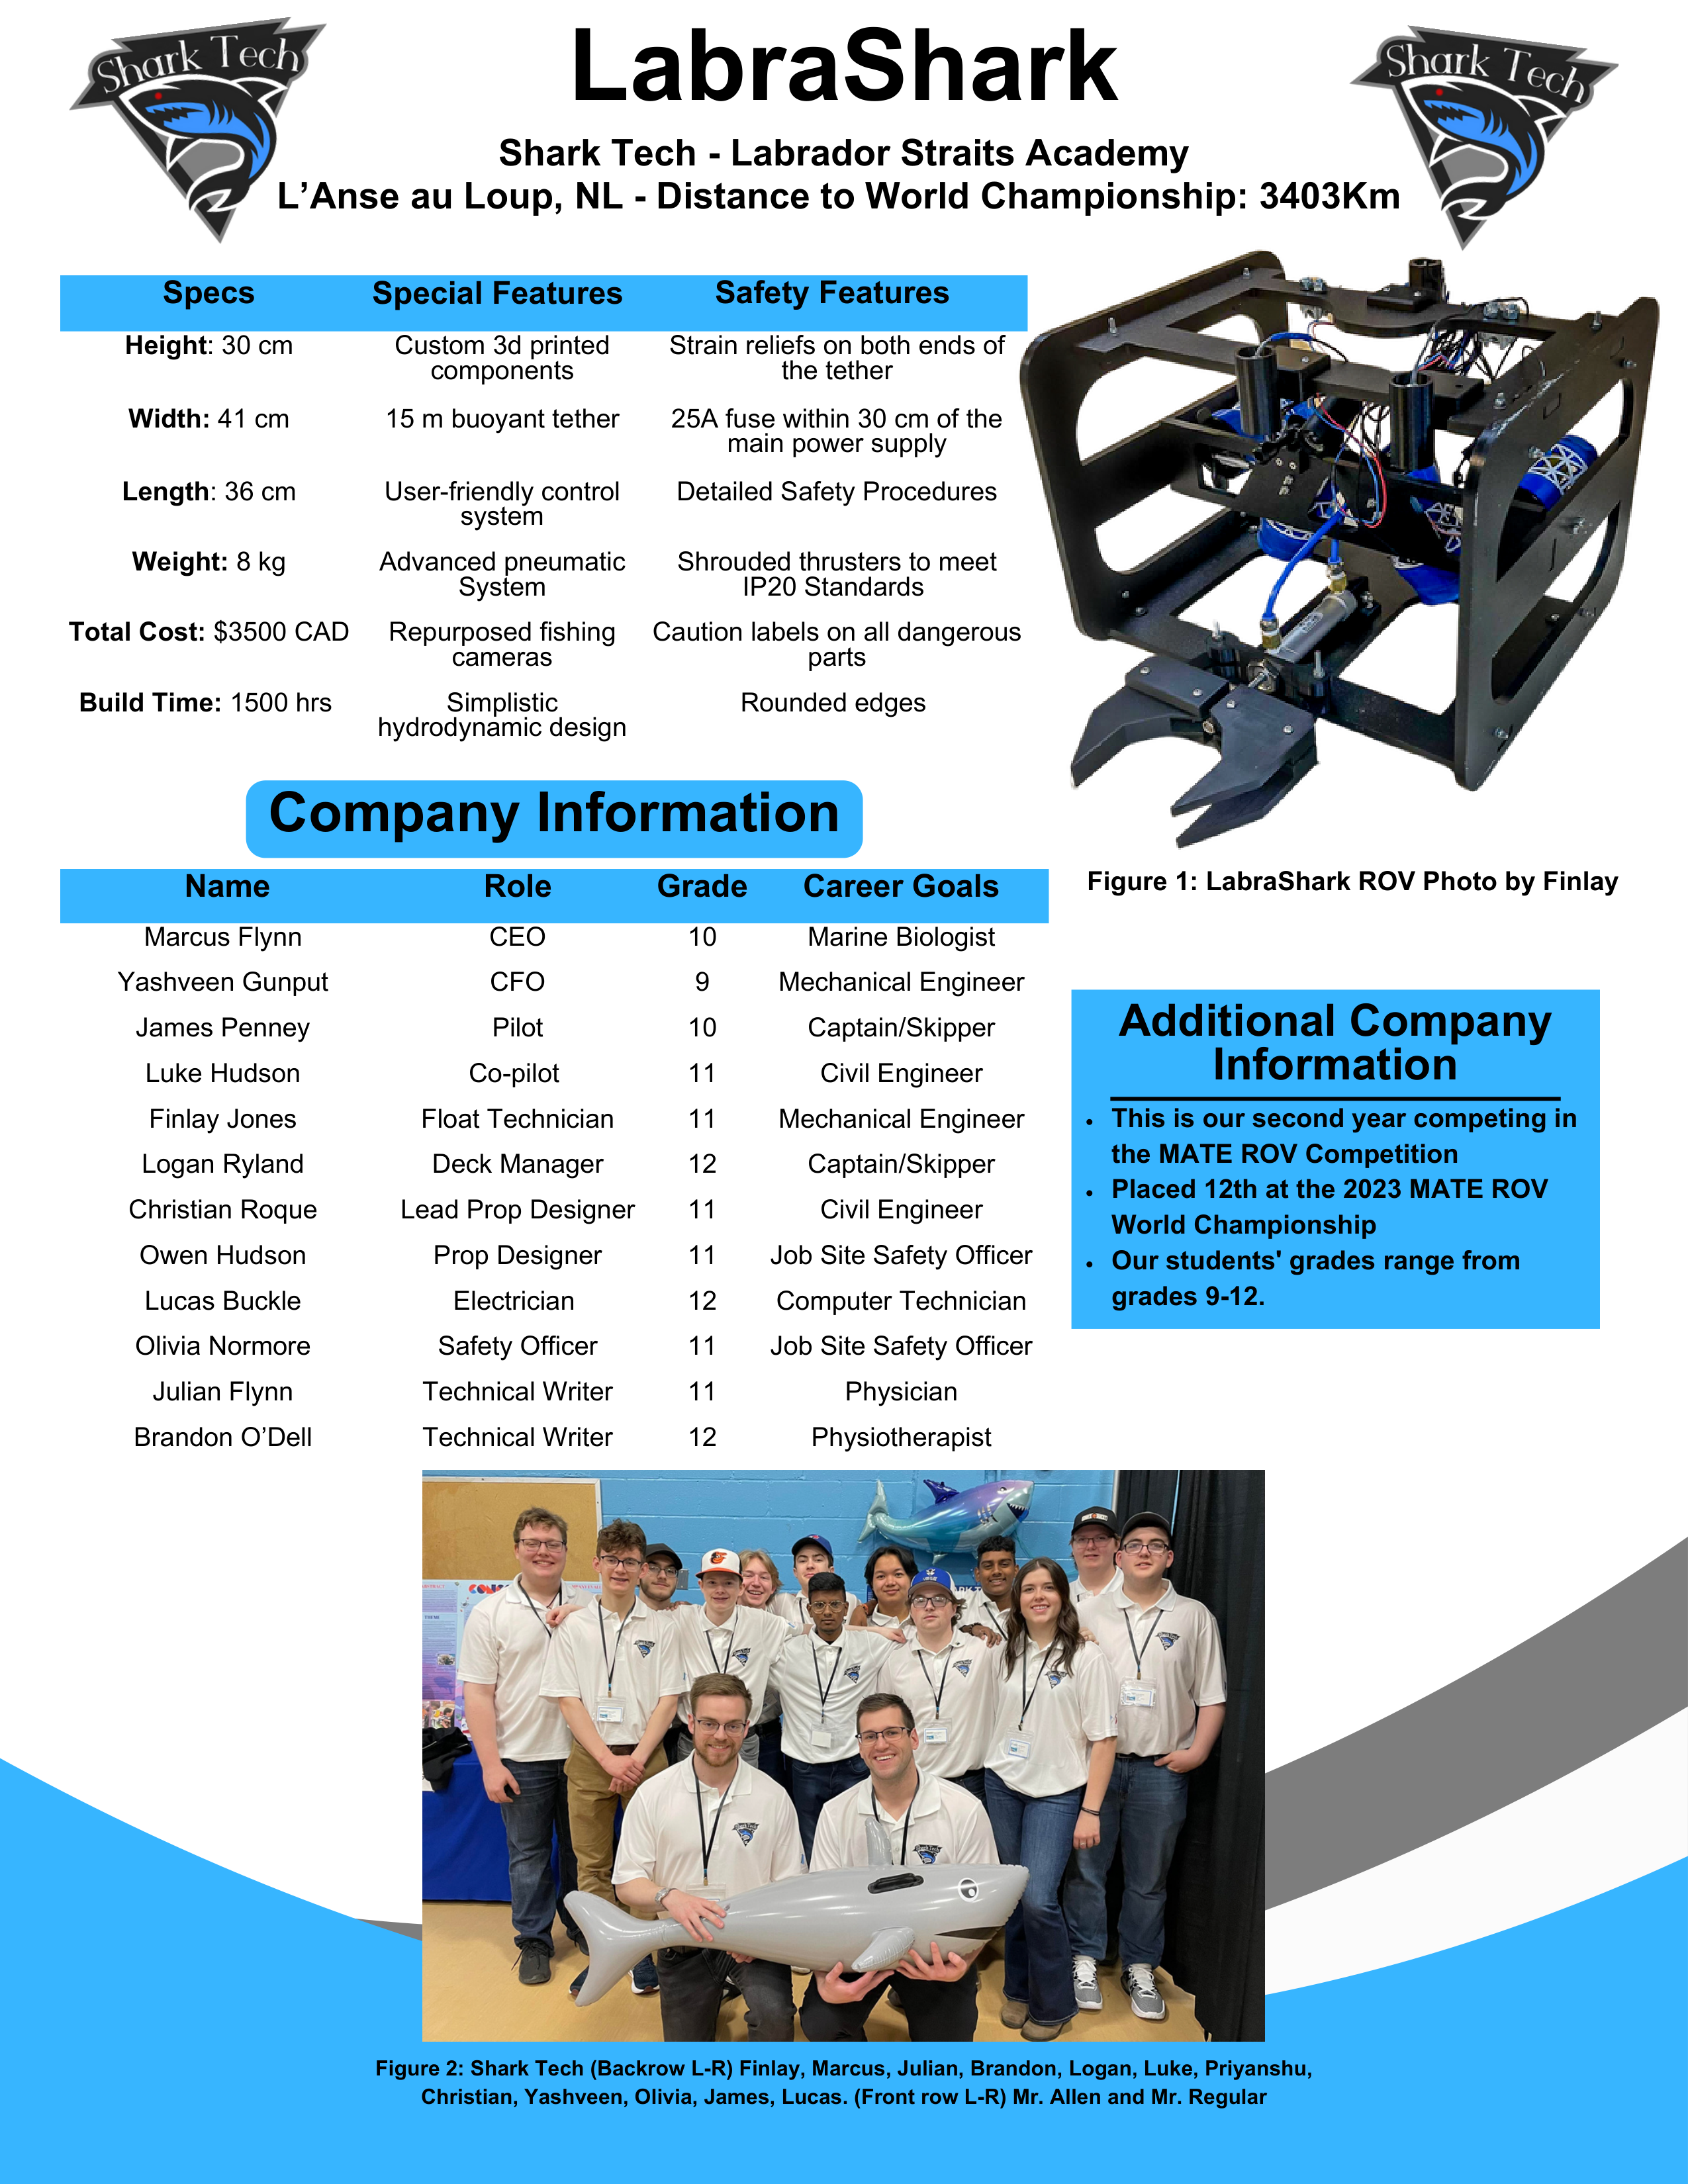 Shark Tech
LabraShark
Shark Tech
Shark Tech - Labrador Straits Academy
L’Anse au Loup, NL - Distance to World Championship: 3403Km
Specs Special Features Safety Features
Height: 30 cm
Custom 3d printed
components
Strain reliefs on both ends of
the tether
Width: 41 cm
15 m buoyant tether
25A fuse within 30 cm of the
main power supply
Length: 36 cm
User-friendly control
system
Detailed Safety Procedures
Weight: 8 kg
Advanced pneumatic
System
Shrouded thrusters to meet
IP20 Standards
Total Cost: $3500 CAD
Repurposed fishing
cameras
Caution labels on all dangerous
parts
Build Time: 1500 hrs
Simplistic
hydrodynamic design
Rounded edges
Figure 1: LabraShark ROV Photo by Finlay
Company Information
Name Role Grade Career Goals
Marcus Flynn CEO 10 Marine Biologist
Yashveen Gunput CFO 9 Mechanical Engineer
James Penney Pilot 10 Captain/Skipper
Luke Hudson Co-pilot 11 Civil Engineer
Finlay Jones Float Technician 11 Mechanical Engineer
Logan Ryland Deck Manager 12 Captain/Skipper
Christian Roque Lead Prop Designer 11 Civil Engineer
Owen Hudson Prop Designer 11 Job Site Safety Officer
Lucas Buckle Electrician 12 Computer Technician
Olivia Normore Safety Officer 11 Job Site Safety Officer
Julian Flynn Technical Writer 11 Physician
Brandon O’Dell Technical Writer 12 Physiotherapist
Additional Company
Information
• This is our second year competing in
the MATE ROV Competition
• Placed 12th at the 2023 MATE ROV
World Championship
• Our students' grades range from
grades 9-12.
Figure 2: Shark Tech (Backrow L-R) Finlay, Marcus, Julian, Brandon, Logan, Luke, Priyanshu,
Christian, Yashveen, Olivia, James, Lucas. (Front row L-R) Mr. Allen and Mr. Regular